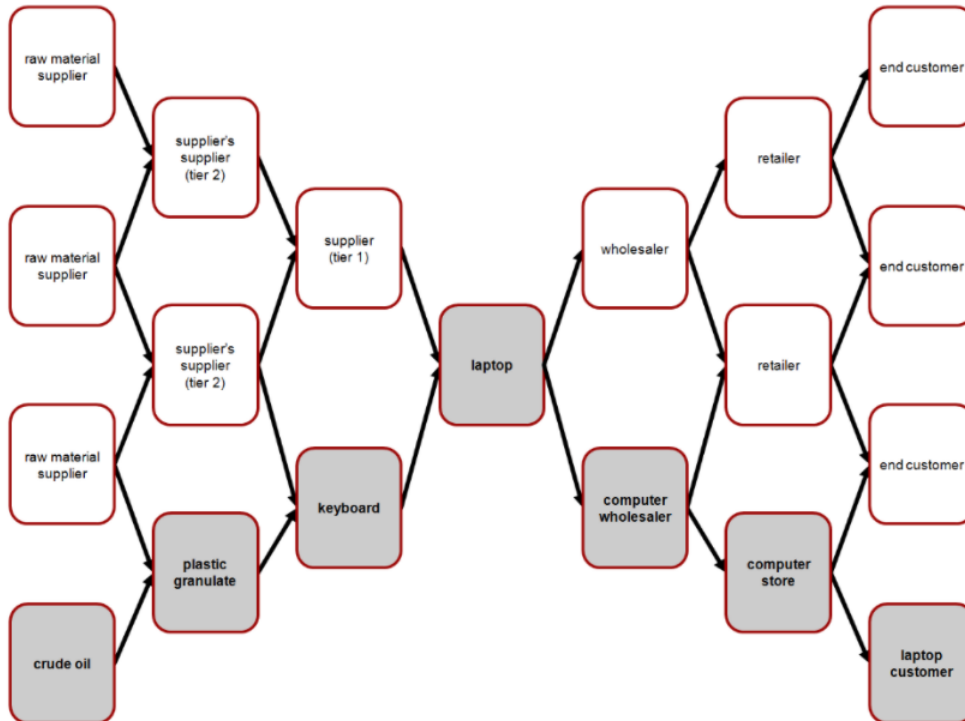 raw material
supplier
raw material
supplier
raw material
supplier
crude oil
supplier's
supplier
(tier 2)
supplier's
supplier
(tier 2)
plastic
granulate
supplier
(tier 1)
keyboard
laptop
wholesaler
computer
wholesaler
retailer
retailer
computer
store
end customer
end customer
end customer
laptop
customer